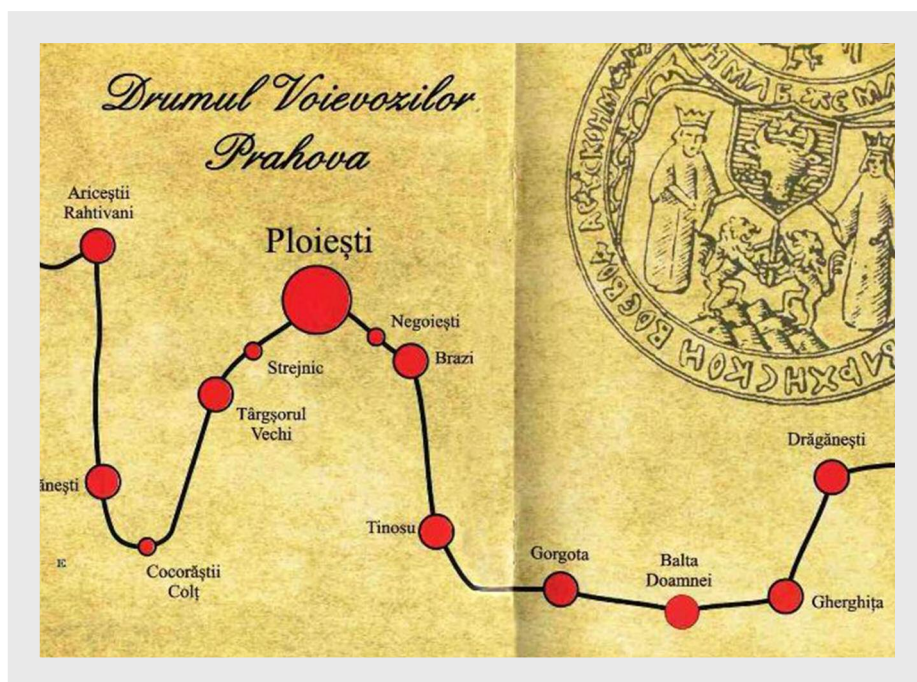 Drumul Voievozilor
Prahova
Ariceștii
Rahtivani
Ploiești
Negoiești
Brazi
Strejnic
Târgșorul
Vechi
Drăgănești
ănești
Tinosu
Gorgota
Balta
Doamnei
Gherghița
E
Cocorăștii
Colț